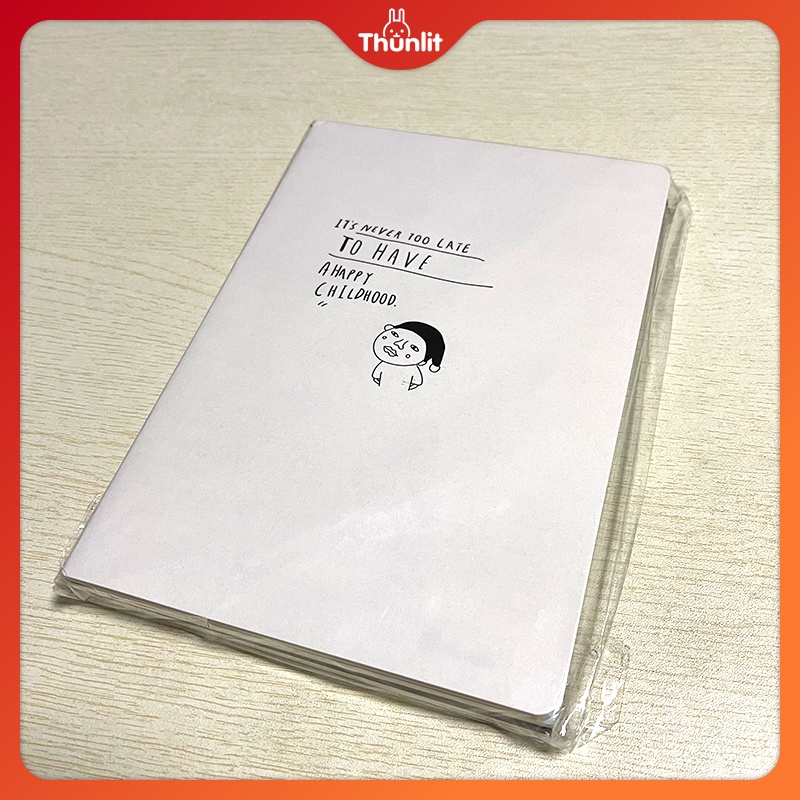 Thunlit
IT'S NEVER TOO LATE
TO HAVE
A HAPPY
CHILDHOOD.